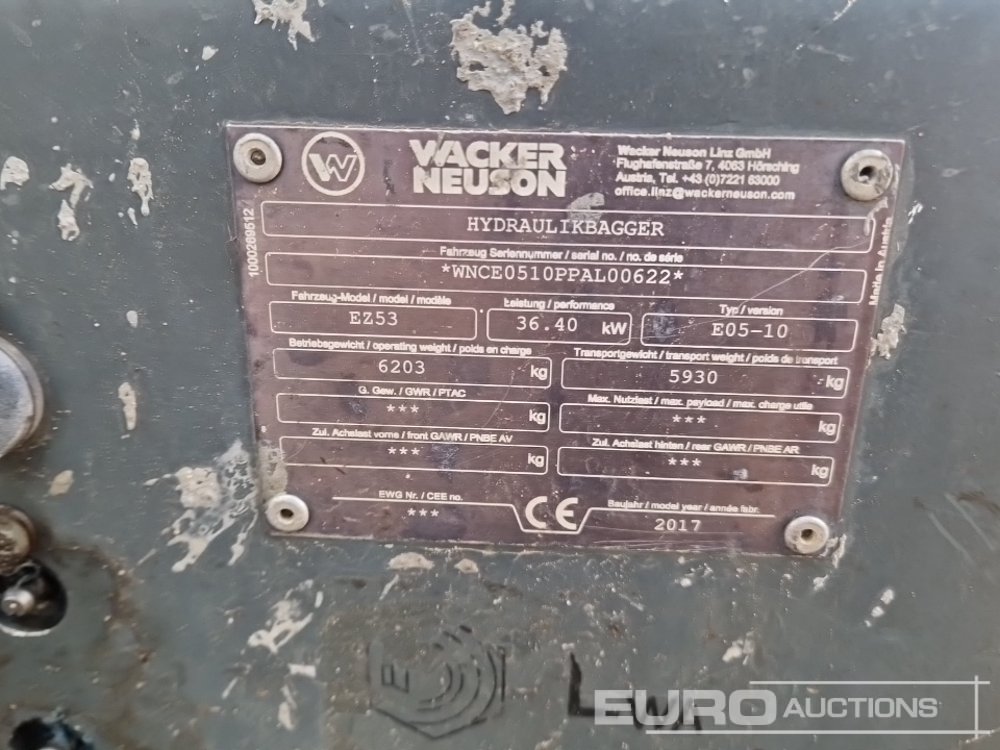 WACKER
NEUSON
Wacker Neuson Linz GmbH
Flughafenstraße 7, 4063 Hörsching
Austria, Tel. +43 (0)7221 63000
office.linz@wackerneuson.com
1000269512
HYDRAULIKBAGGER
Made in Austria
Fahrzeug Seriennummer / serial no. / no. de série
*WNCE0510PPAL00622*
Fahrzeug-Model / model / modèle
EZ53
Leistung / performance
36.40 kW
Typ / version
E05-10
Betriebsgewicht / operating weight / poids en charge
6203 kg
Transportgewicht / transport weight / poids de transport
5930 kg
G. Gew. / GWR / PTAC
*** kg
Max. Nutzlast / max. payload / max. charge utile
*** kg
Zul. Achslast vorne / front GAWR / PNBE AV
*** kg
Zul. Achslast hinten / rear GAWR / PNBE AR
*** kg
EWG Nr. / CEE no.
***
CE
Baujahr / model year / année fabr.
2017
EURO AUCTIONS